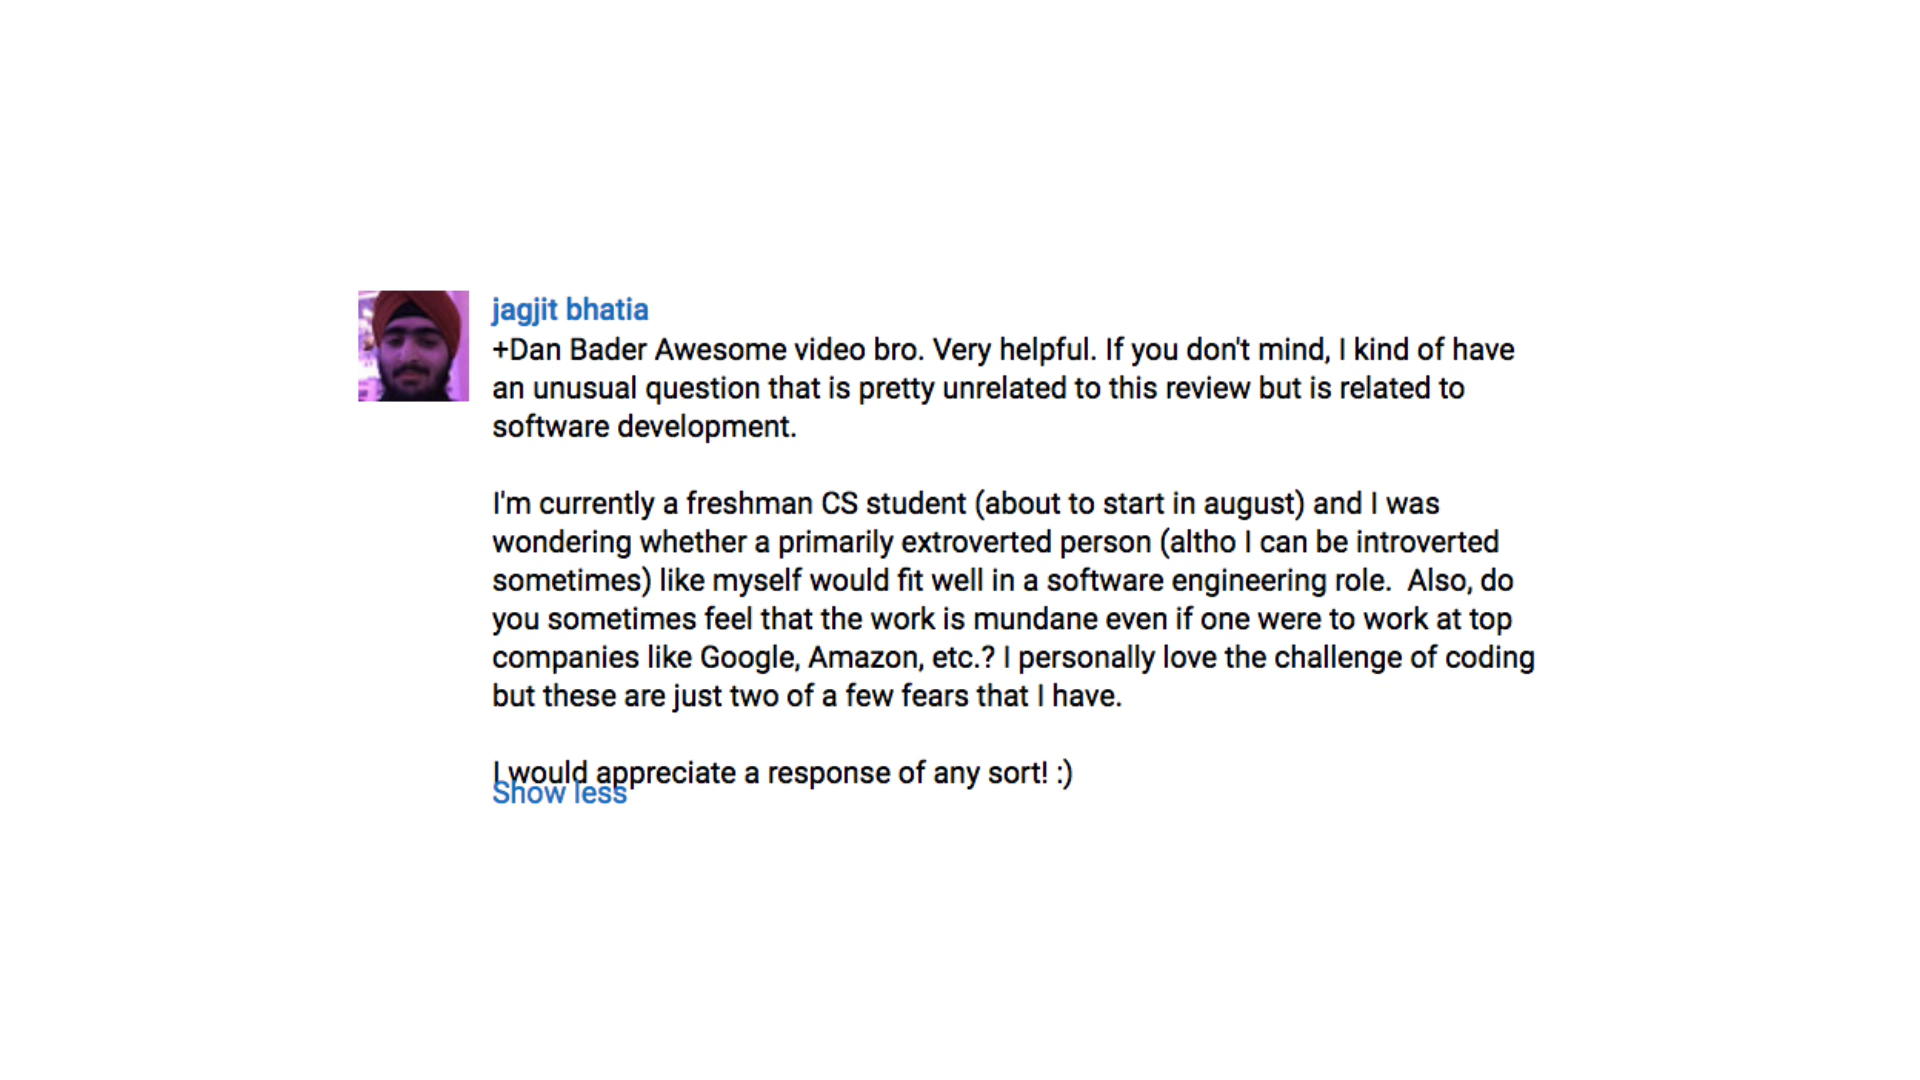 jagjit bhatia
+Dan Bader Awesome video bro. Very helpful. If you don't mind, I kind of have
an unusual question that is pretty unrelated to this review but is related to
software development.
I'm currently a freshman CS student (about to start in august) and I was
wondering whether a primarily extroverted person (altho I can be introverted
sometimes) like myself would fit well in a software engineering role.  Also, do
you sometimes feel that the work is mundane even if one were to work at top
companies like Google, Amazon, etc.? I personally love the challenge of coding
but these are just two of a few fears that I have.
I would appreciate a response of any sort! :)
Show less